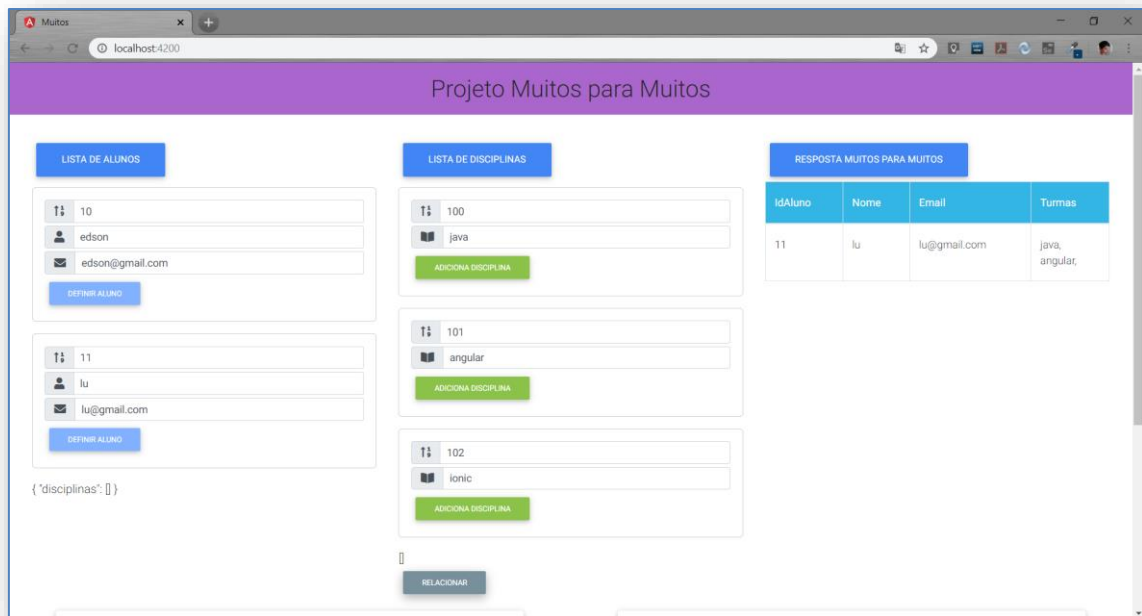 Muitos
localhost:4200
Projeto Muitos para Muitos
LISTA DE ALUNOS
10
edson
edson@gmail.com
DEFINIR ALUNO
11
lu
lu@gmail.com
DEFINIR ALUNO
{ "disciplinas": [] }
LISTA DE DISCIPLINAS
100
java
ADICIONA DISCIPLINA
101
angular
ADICIONA DISCIPLINA
102
ionic
ADICIONA DISCIPLINA
[]
RELACIONAR
RESPOSTA MUITOS PARA MUITOS
IdAluno Nome Email Turmas
11 lu lu@gmail.com java,
angular,